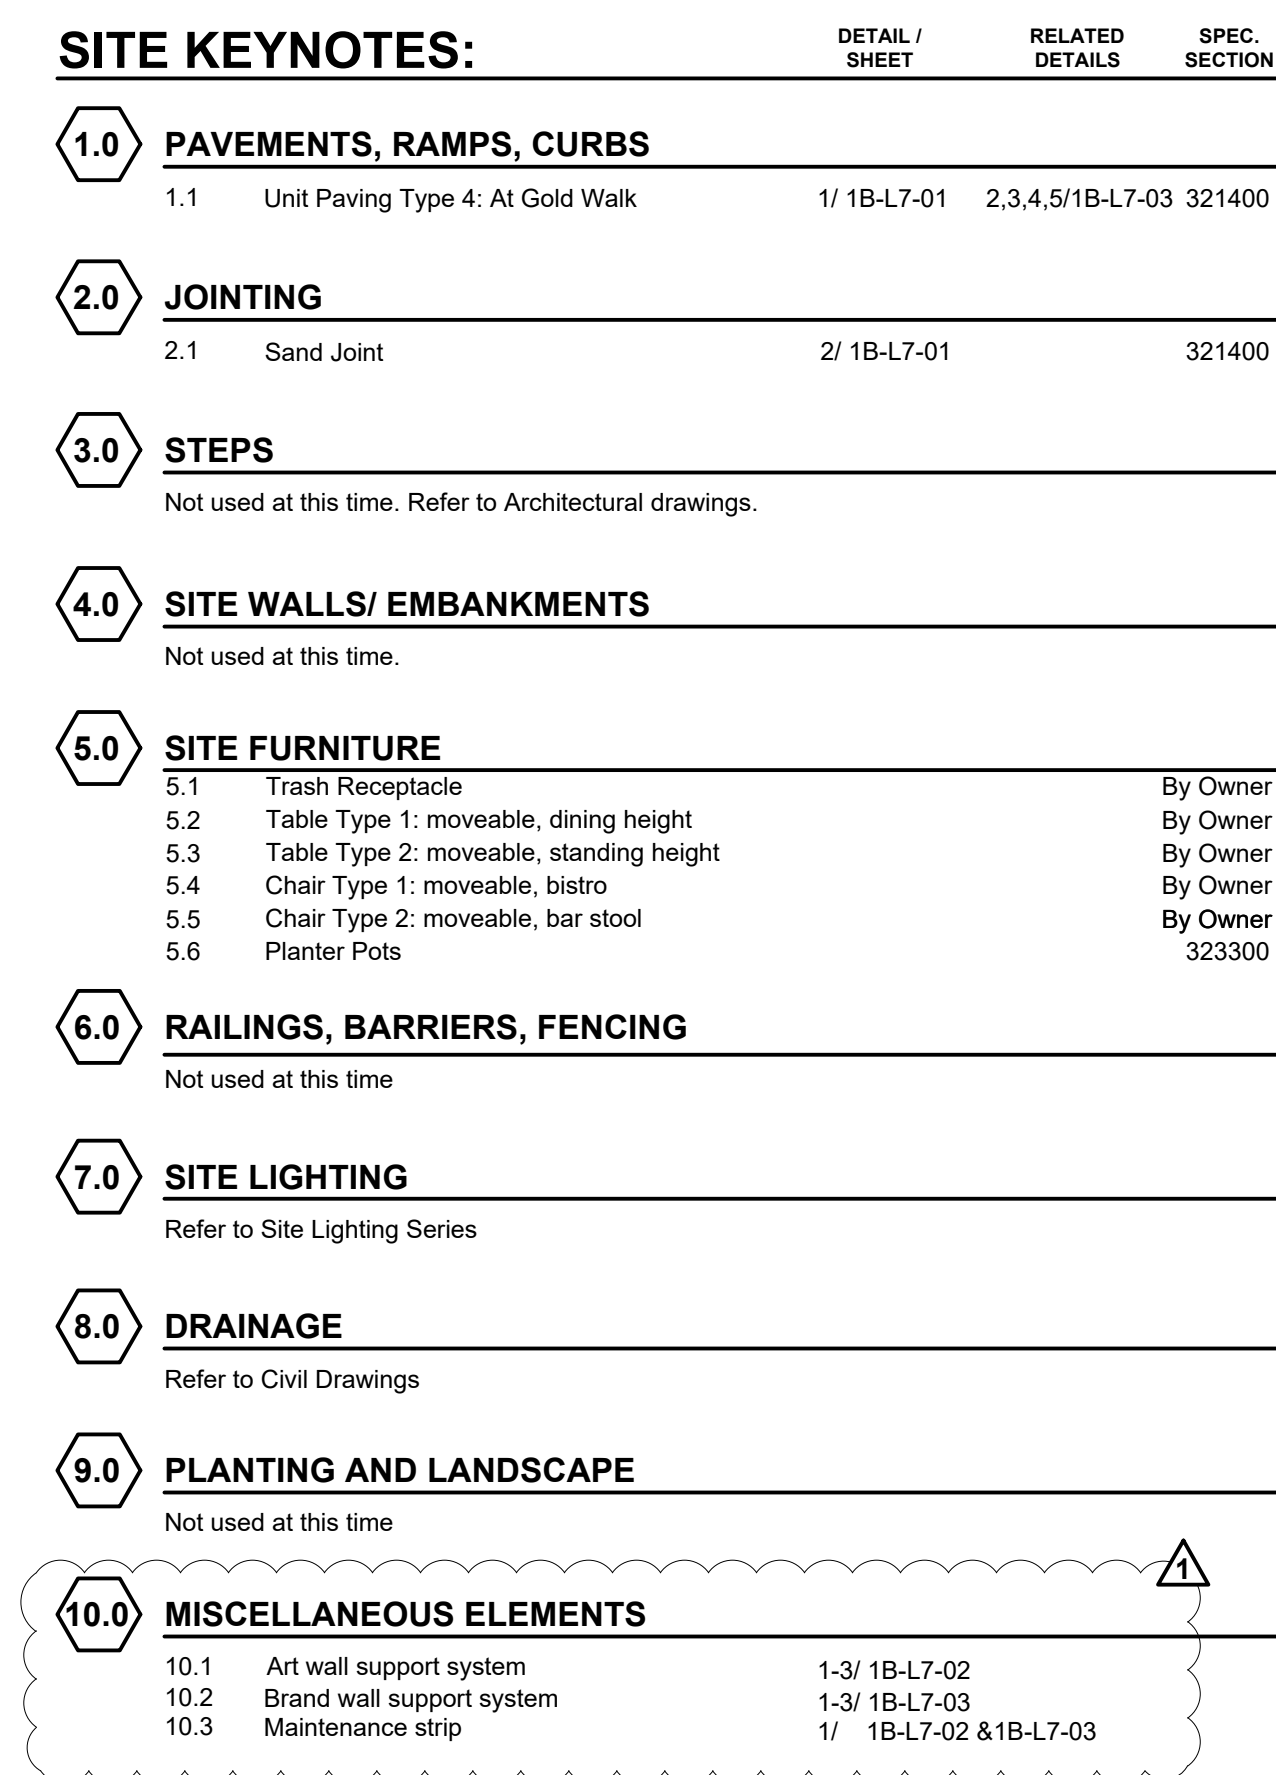 SITE KEYNOTES: DETAIL / SHEET RELATED DETAILS SPEC. SECTION
1.0 PAVEMENTS, RAMPS, CURBS
1.1 Unit Paving Type 4: At Gold Walk 1/ 1B-L7-01 2,3,4,5/1B-L7-03 321400
2.0 JOINTING
2.1 Sand Joint 2/ 1B-L7-01 321400
3.0 STEPS
Not used at this time. Refer to Architectural drawings.
4.0 SITE WALLS/ EMBANKMENTS
Not used at this time.
5.0 SITE FURNITURE
5.1 Trash Receptacle By Owner
5.2 Table Type 1: moveable, dining height By Owner
5.3 Table Type 2: moveable, standing height By Owner
5.4 Chair Type 1: moveable, bistro By Owner
5.5 Chair Type 2: moveable, bar stool By Owner
5.6 Planter Pots 323300
6.0 RAILINGS, BARRIERS, FENCING
Not used at this time
7.0 SITE LIGHTING
Refer to Site Lighting Series
8.0 DRAINAGE
Refer to Civil Drawings
9.0 PLANTING AND LANDSCAPE
Not used at this time
1
10.0 MISCELLANEOUS ELEMENTS
10.1 Art wall support system 1-3/ 1B-L7-02
10.2 Brand wall support system 1-3/ 1B-L7-03
10.3 Maintenance strip 1/ 1B-L7-02 &1B-L7-03